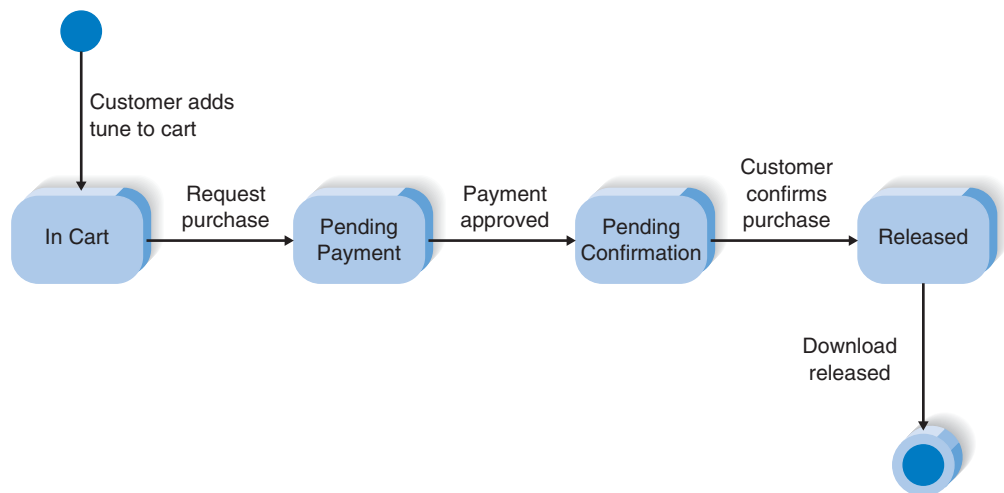 Customer adds
tune to cart
In Cart
Request
purchase
Pending
Payment
Payment
approved
Pending
Confirmation
Customer
confirms
purchase
Released
Download
released